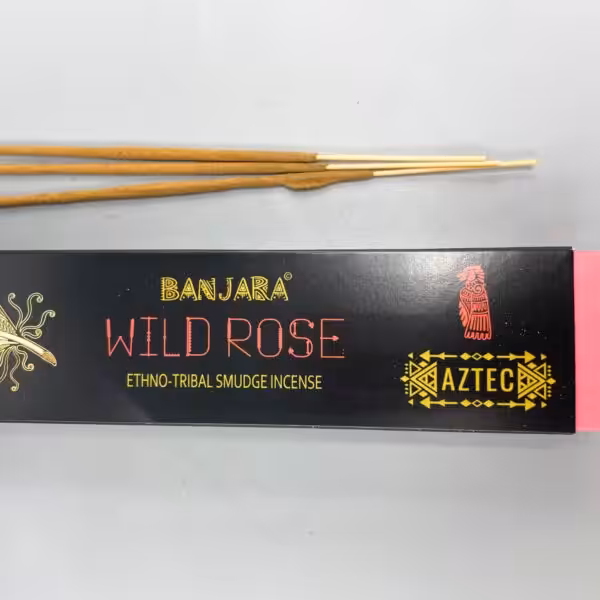 BANJARA©
WILD ROSE
ETHNO-TRIBAL SMUDGE INCENSE
AZTEC